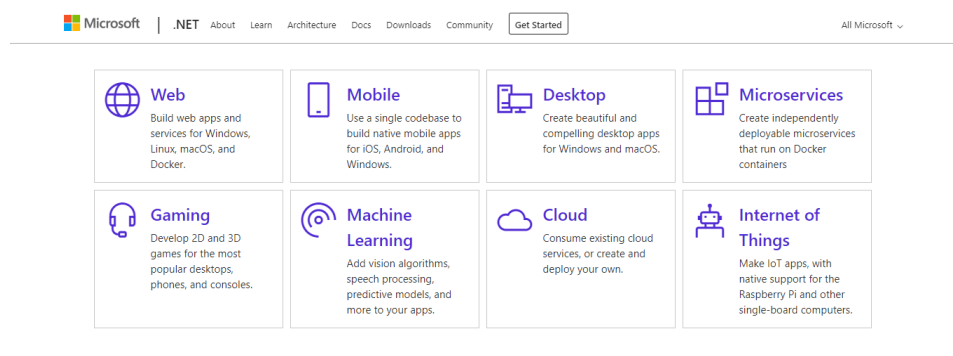 Microsoft | .NET About Learn Architecture Docs Downloads Community Get Started All Microsoft
Web
Build web apps and
services for Windows,
Linux, macOS, and
Docker.
Mobile
Use a single codebase to
build native mobile apps
for iOS, Android, and
Windows.
Desktop
Create beautiful and
compelling desktop apps
for Windows and macOS.
Microservices
Create independently
deployable microservices
that run on Docker
containers
Gaming
Develop 2D and 3D
games for the most
popular desktops,
phones, and consoles.
Machine
Learning
Add vision algorithms,
speech processing,
predictive models, and
more to your apps.
Cloud
Consume existing cloud
services, or create and
deploy your own.
Internet of
Things
Make IoT apps, with
native support for the
Raspberry Pi and other
single-board computers.